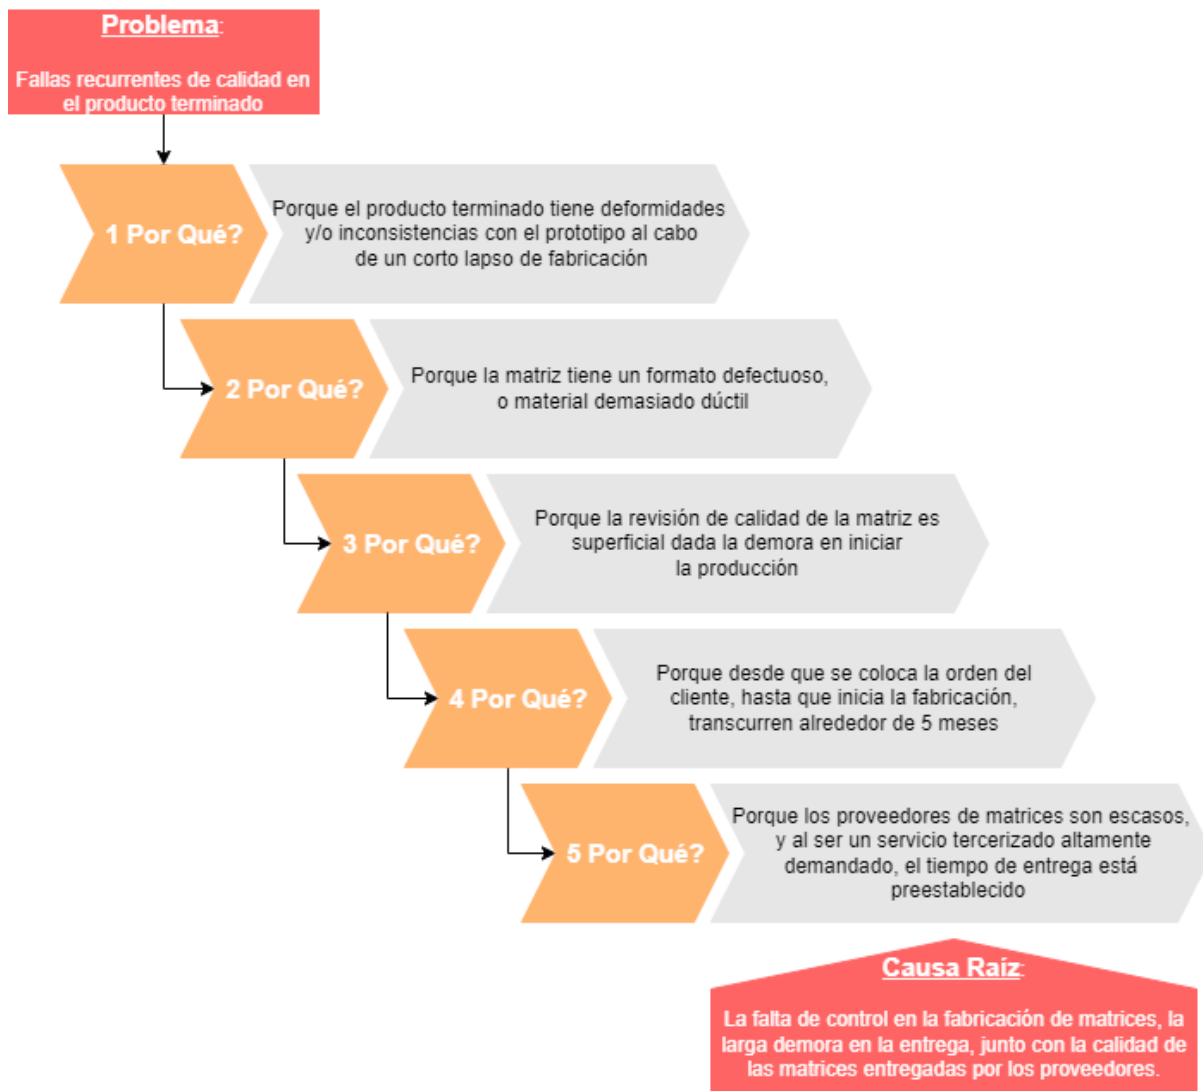 Problema:
Fallas recurrentes de calidad en
el producto terminado
1 Por Qué?
Porque el producto terminado tiene deformidades
y/o inconsistencias con el prototipo al cabo
de un corto lapso de fabricación
2 Por Qué?
Porque la matriz tiene un formato defectuoso,
o material demasiado dúctil
3 Por Qué?
Porque la revisión de calidad de la matriz es
superficial dada la demora en iniciar
la producción
4 Por Qué?
Porque desde que se coloca la orden del
cliente, hasta que inicia la fabricación,
transcurren alrededor de 5 meses
5 Por Qué?
Porque los proveedores de matrices son escasos,
y al ser un servicio tercerizado altamente
demandado, el tiempo de entrega está
preestablecido
Causa Raíz:
La falta de control en la fabricación de matrices, la
larga demora en la entrega, junto con la calidad de
las matrices entregadas por los proveedores.